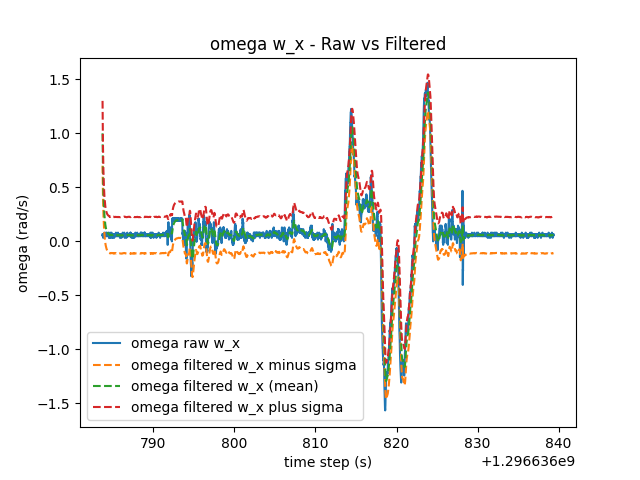 omega w_x - Raw vs Filtered
omega (rad/s)
1.5
1.0
0.5
0.0
−0.5
−1.0
−1.5
omega raw w_x
omega filtered w_x minus sigma
omega filtered w_x (mean)
omega filtered w_x plus sigma
790 800 810 820 830 840
time step (s)
+1.296636e9